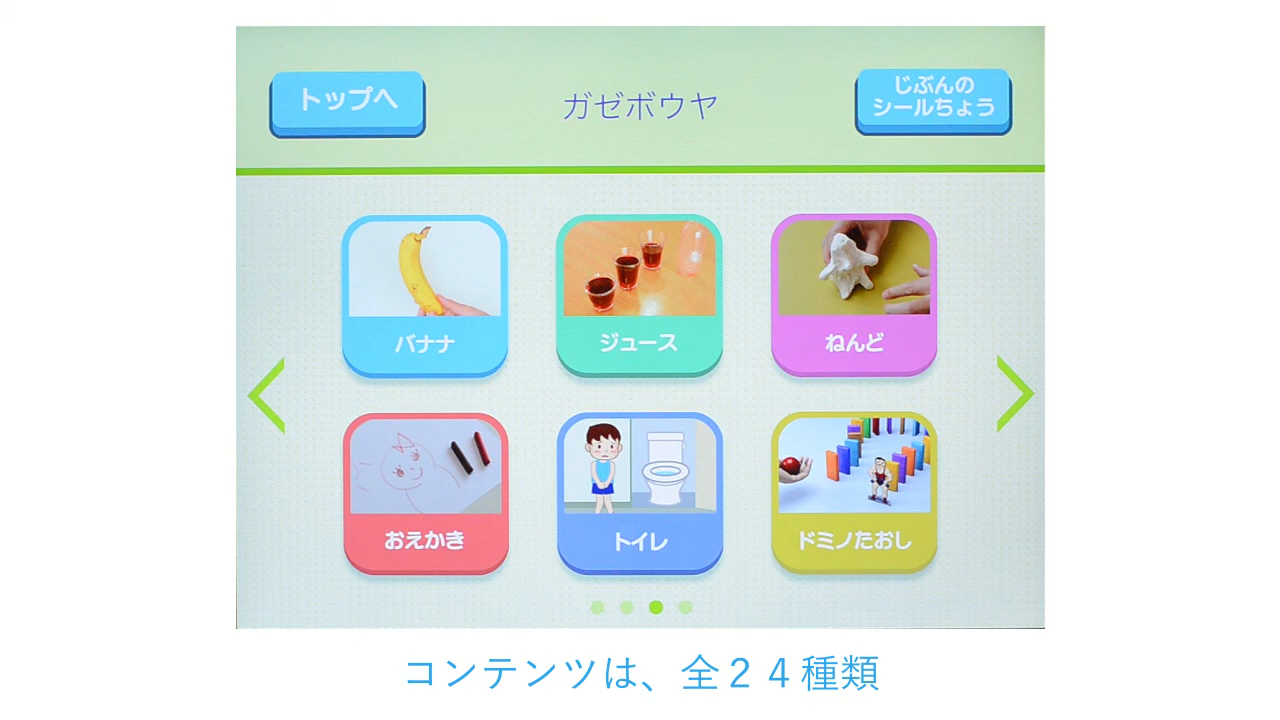 トップへ
ガゼボウヤ
じぶんの
シールちょう
バナナ
ジュース
ねんど
おえかき
トイレ
ドミノたおし
コンテンツは、全２４種類